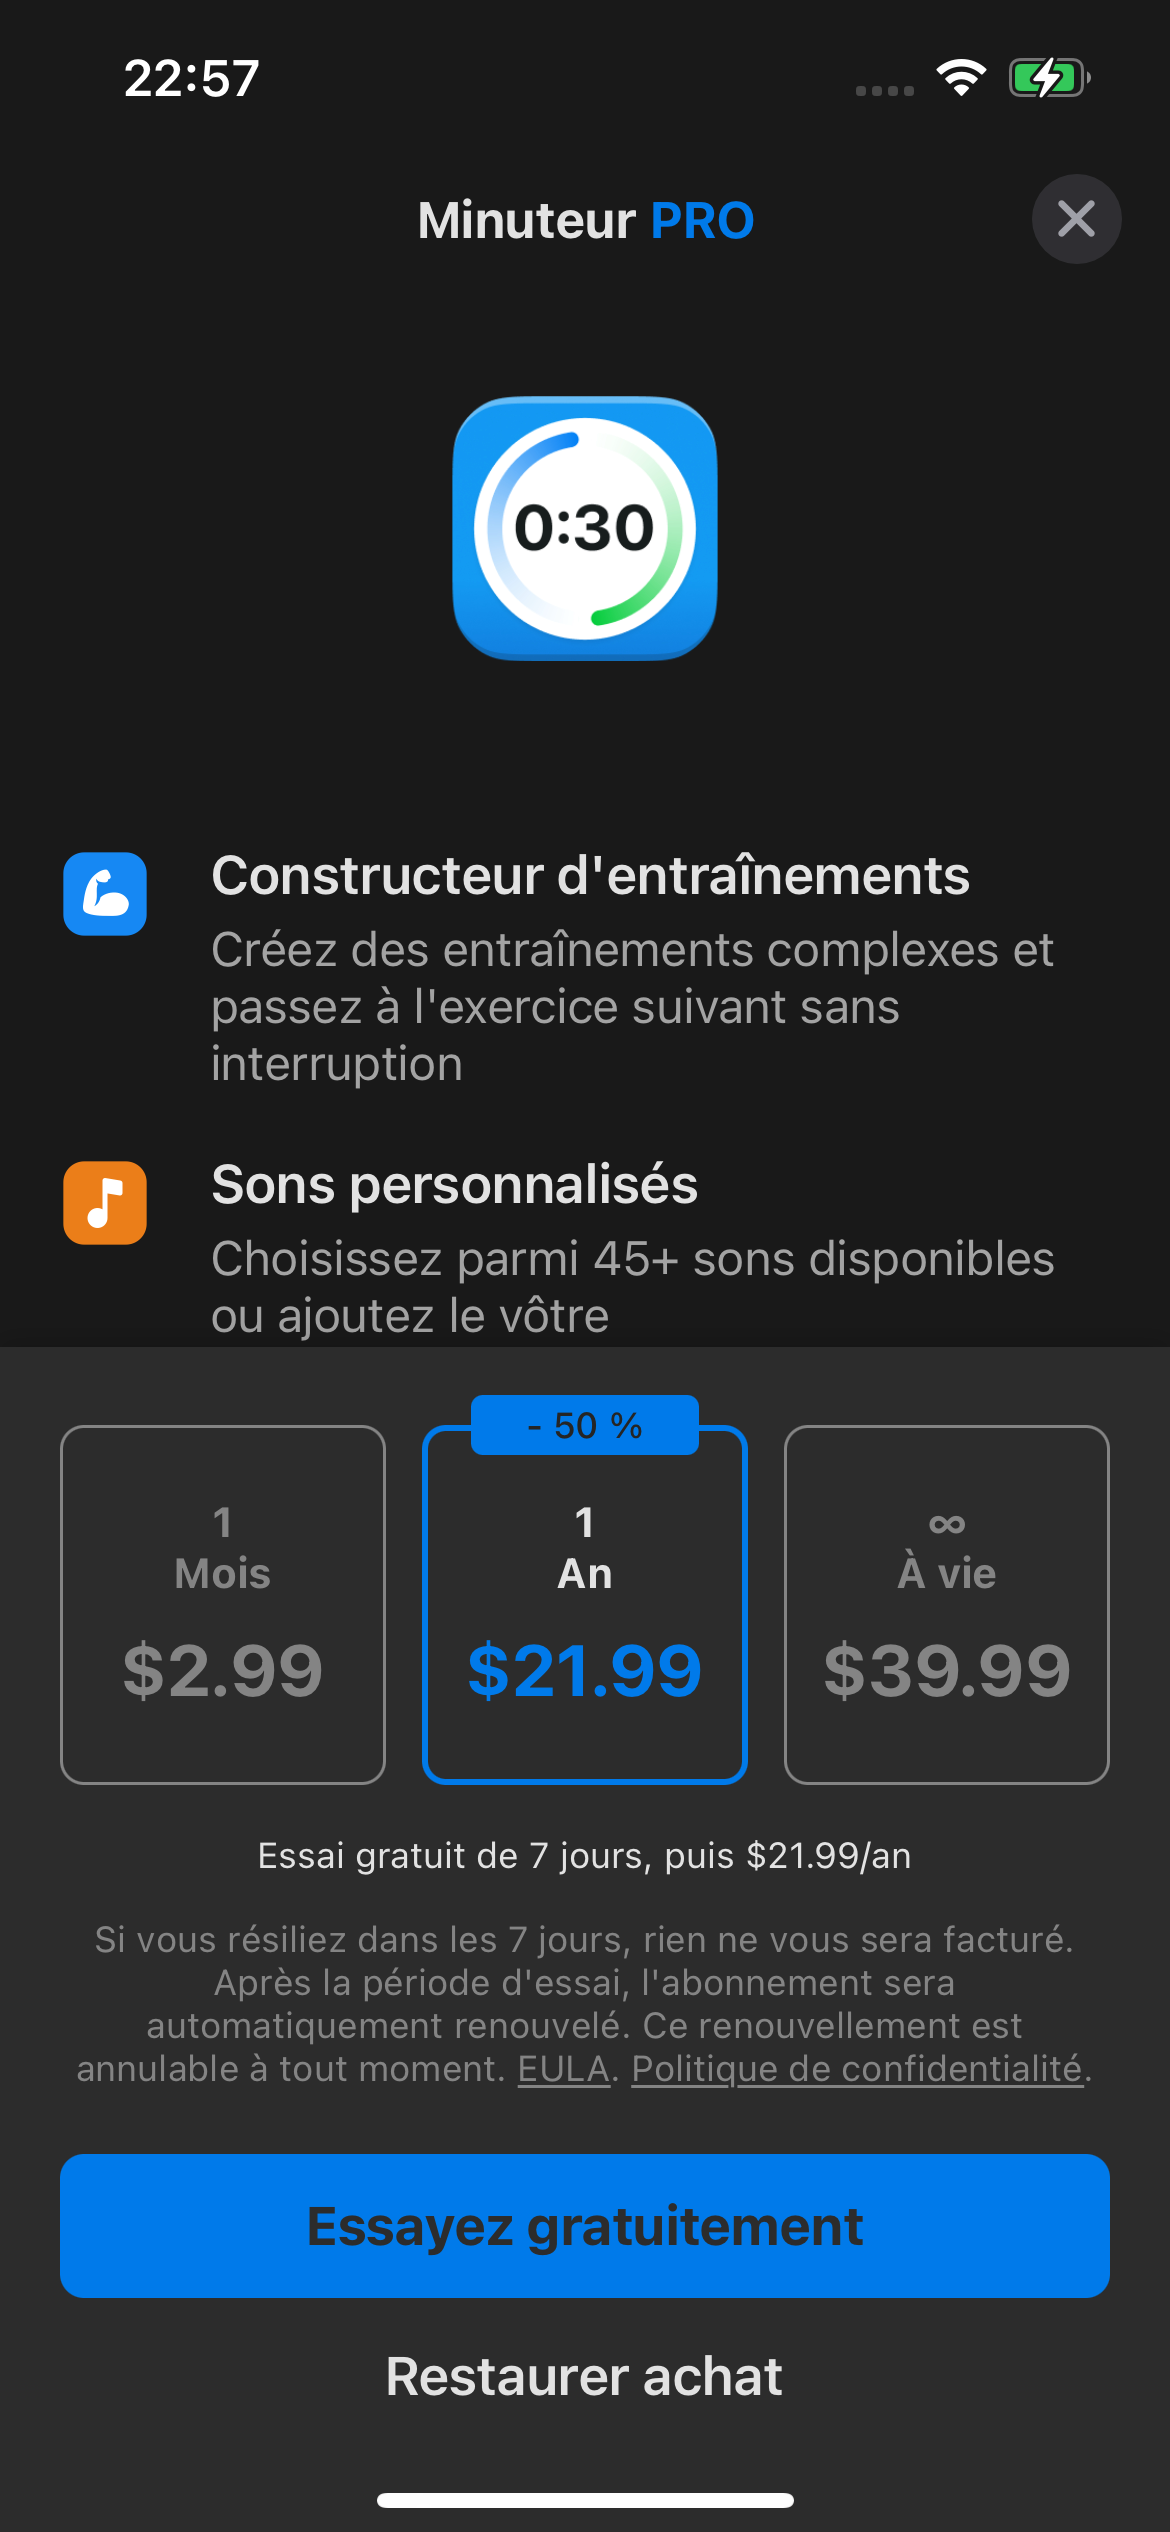 22:57
Minuteur PRO
0:30
Constructeur d'entraînements
Créez des entraînements complexes et
passez à l'exercice suivant sans
interruption
Sons personnalisés
Choisissez parmi 45+ sons disponibles
ou ajoutez le vôtre
- 50 %
1
Mois
$2.99
1
An
$21.99
∞
À vie
$39.99
Essai gratuit de 7 jours, puis $21.99/an
Si vous résiliez dans les 7 jours, rien ne vous sera facturé.
Après la période d'essai, l'abonnement sera
automatiquement renouvelé. Ce renouvellement est
annulable à tout moment. EULA. Politique de confidentialité.
Essayez gratuitement
Restaurer achat